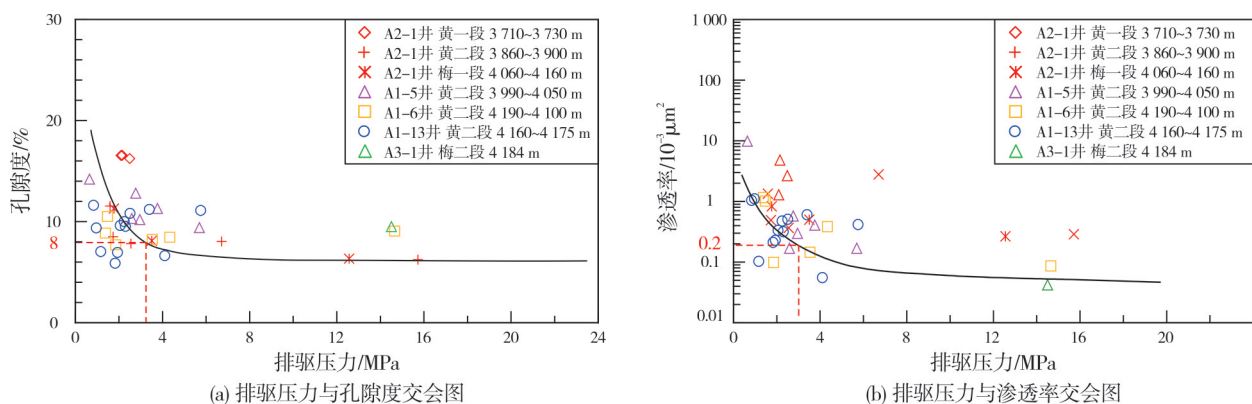 30
20
10
8
0
孔隙度/%
A2-1井 黄一段 3 710~3 730 m
A2-1井 黄二段 3 860~3 900 m
A2-1井 梅一段 4 060~4 160 m
A1-5井 黄二段 3 990~4 050 m
A1-6井 黄二段 4 190~4 100 m
A1-13井 黄二段 4 160~4 175 m
A3-1井 梅二段 4 184 m
0 4 8 12 16 20 24
排驱压力/MPa
(a) 排驱压力与孔隙度交会图
1 000
100
10
1
0.2
0.1
0.01
渗透率/10⁻³μm²
A2-1井 黄一段 3 710~3 730 m
A2-1井 黄二段 3 860~3 900 m
A2-1井 梅一段 4 060~4 160 m
A1-5井 黄二段 3 990~4 050 m
A1-6井 黄二段 4 190~4 100 m
A1-13井 黄二段 4 160~4 175 m
A3-1井 梅二段 4 184 m
0 4 8 12 16 20
排驱压力/MPa
(b) 排驱压力与渗透率交会图